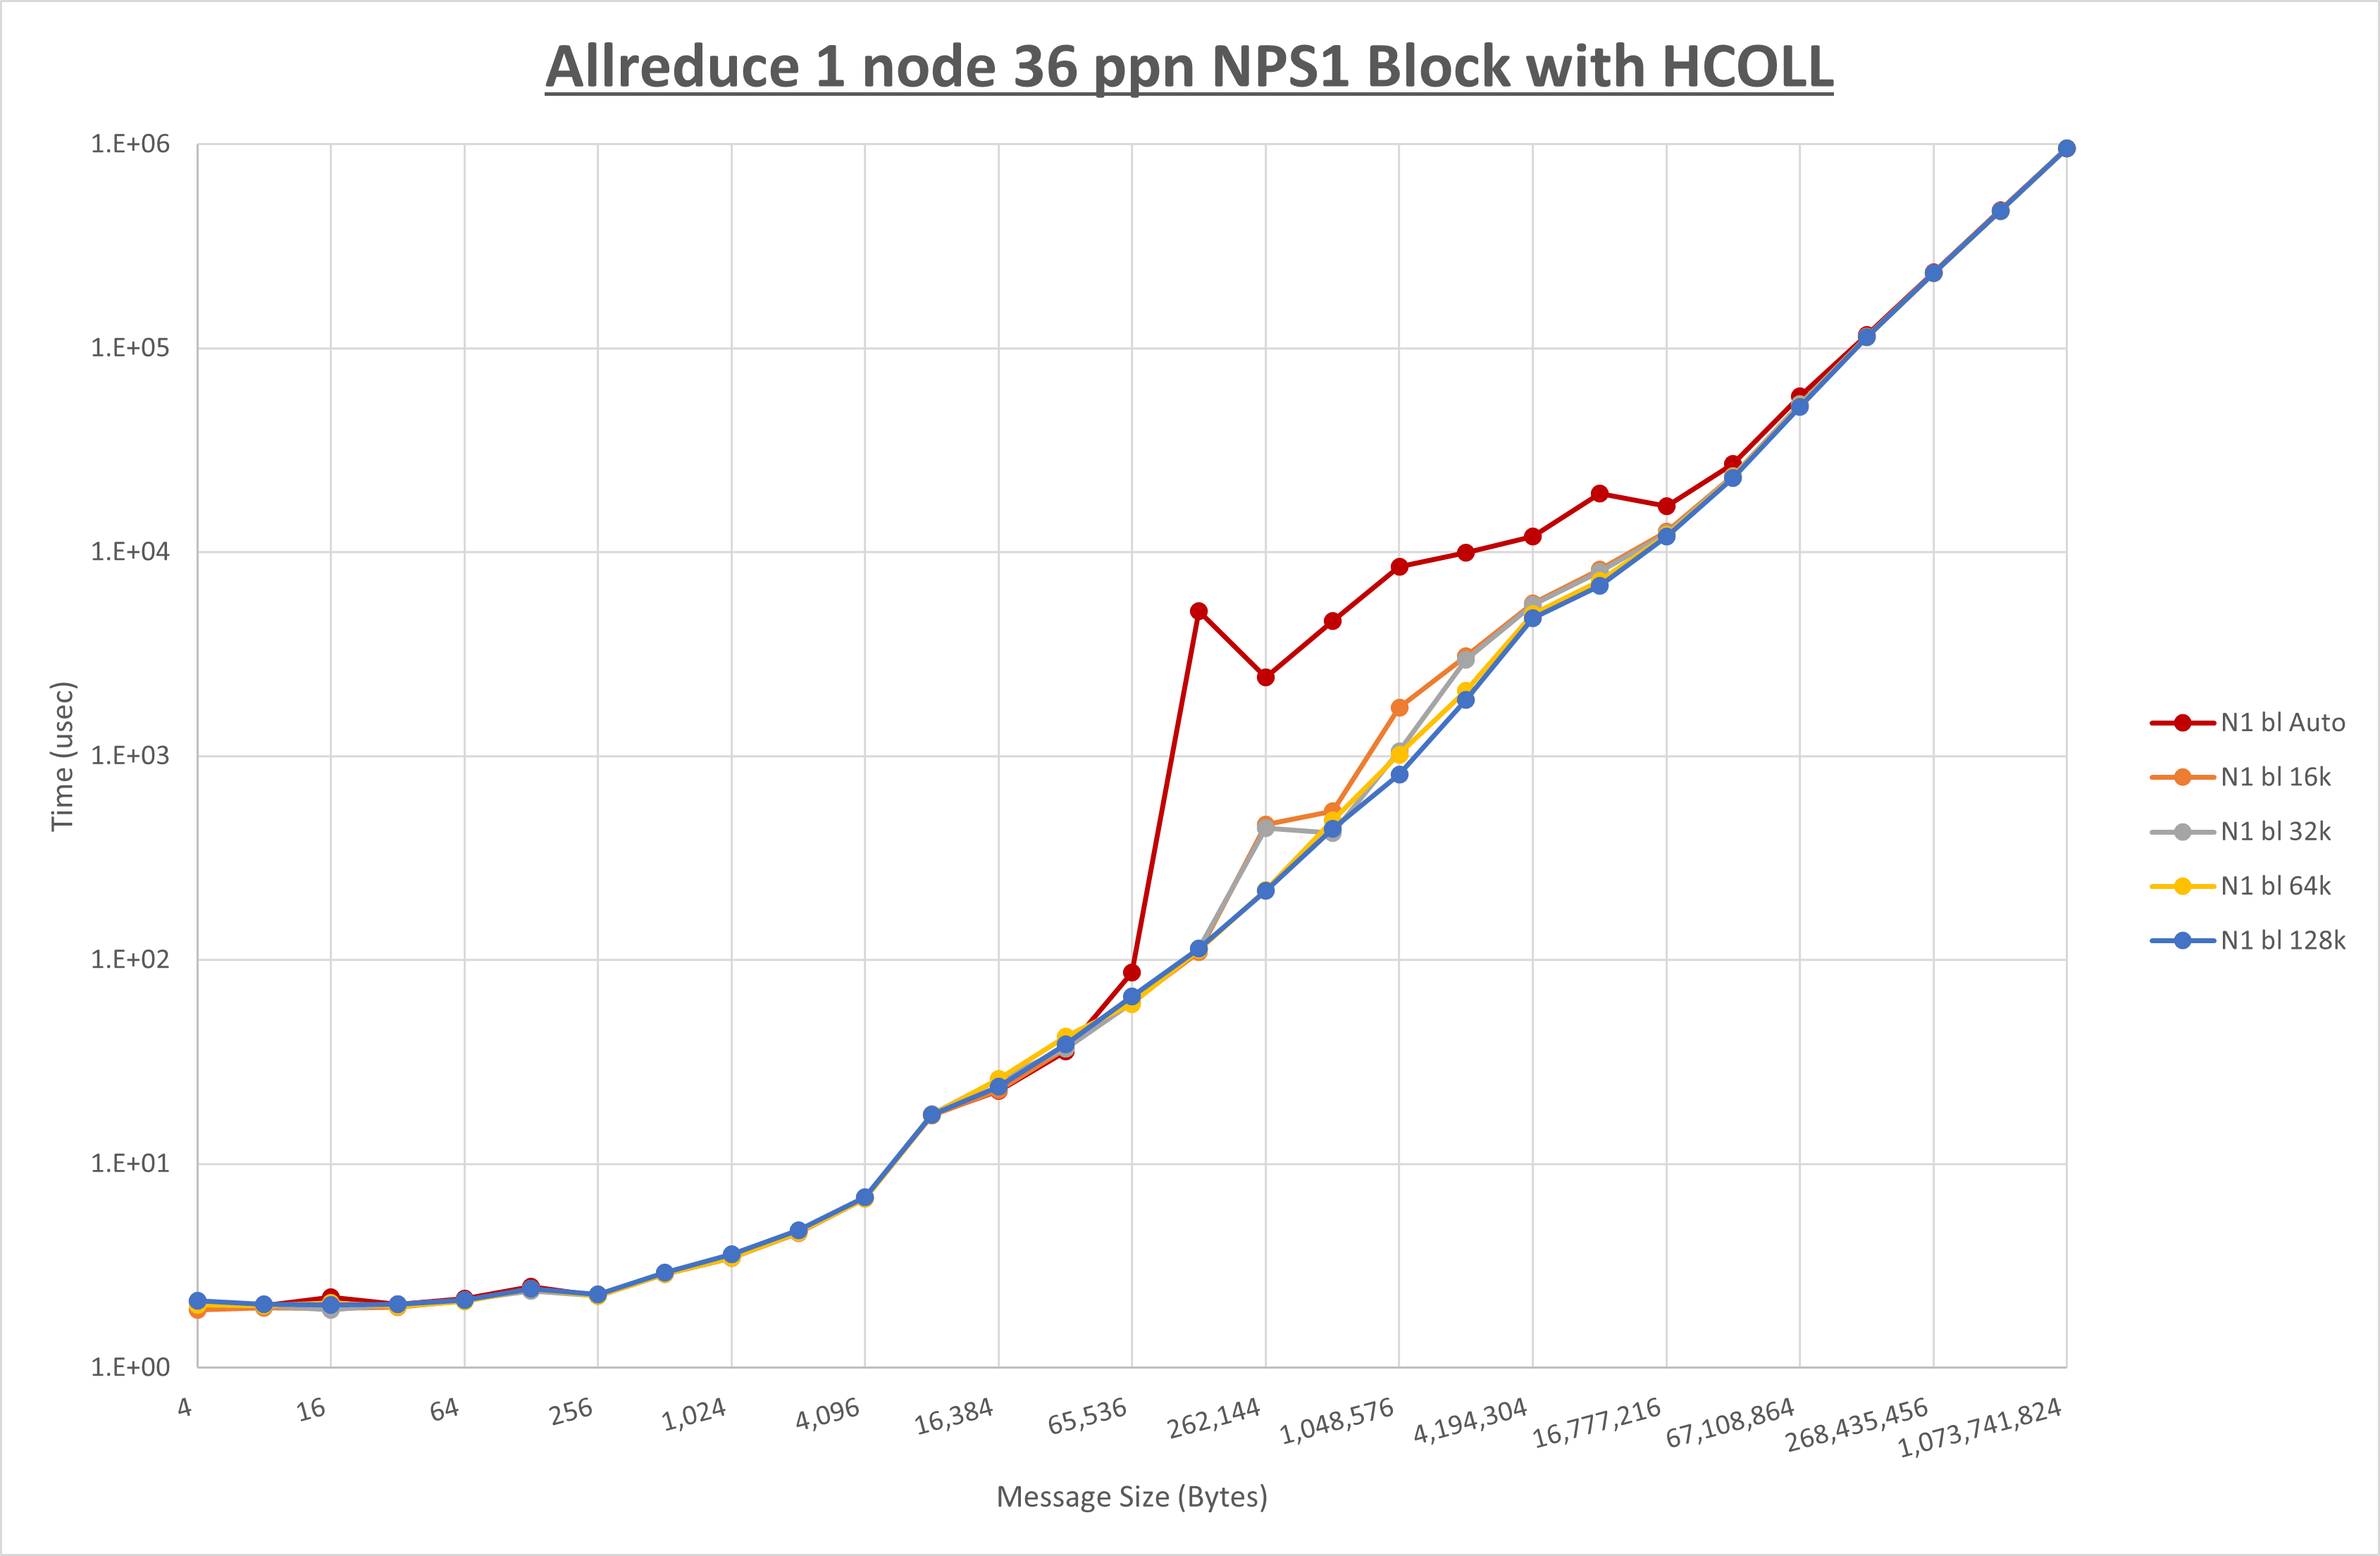 Allreduce 1 node 36 ppn NPS1 Block with HCOLL
1.E+06
1.E+05
1.E+04
1.E+03
1.E+02
1.E+01
1.E+00
Time (usec)
4
16
64
256
1,024
4,096
16,384
65,536
262,144
1,048,576
4,194,304
16,777,216
67,108,864
268,435,456
1,073,741,824
Message Size (Bytes)
N1 bl Auto
N1 bl 16k
N1 bl 32k
N1 bl 64k
N1 bl 128k